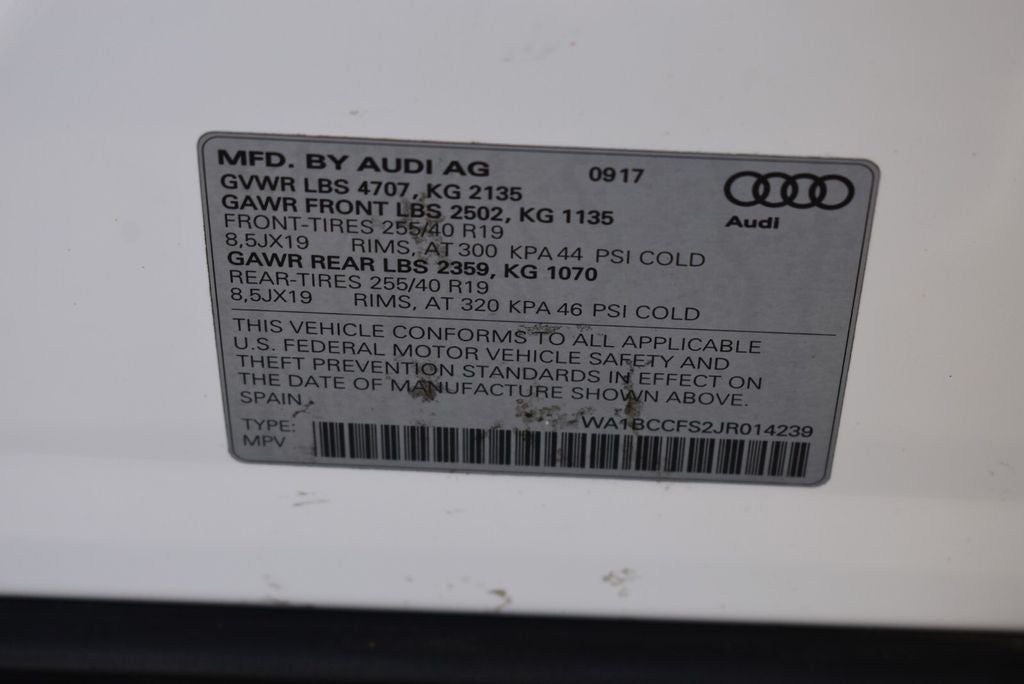 MFD. BY AUDI AG 0917
GVWR LBS 4707, KG 2135
GAWR FRONT LBS 2502, KG 1135
FRONT-TIRES 255/40 R19
8,5JX19 RIMS, AT 300 KPA 44 PSI COLD
GAWR REAR LBS 2359, KG 1070
REAR-TIRES 255/40 R19
8,5JX19 RIMS, AT 320 KPA 46 PSI COLD
Audi
THIS VEHICLE CONFORMS TO ALL APPLICABLE
U.S. FEDERAL MOTOR VEHICLE SAFETY AND
THEFT PREVENTION STANDARDS IN EFFECT ON
THE DATE OF MANUFACTURE SHOWN ABOVE.
SPAIN
WA1BCCFS2JR014239
TYPE:
MPV